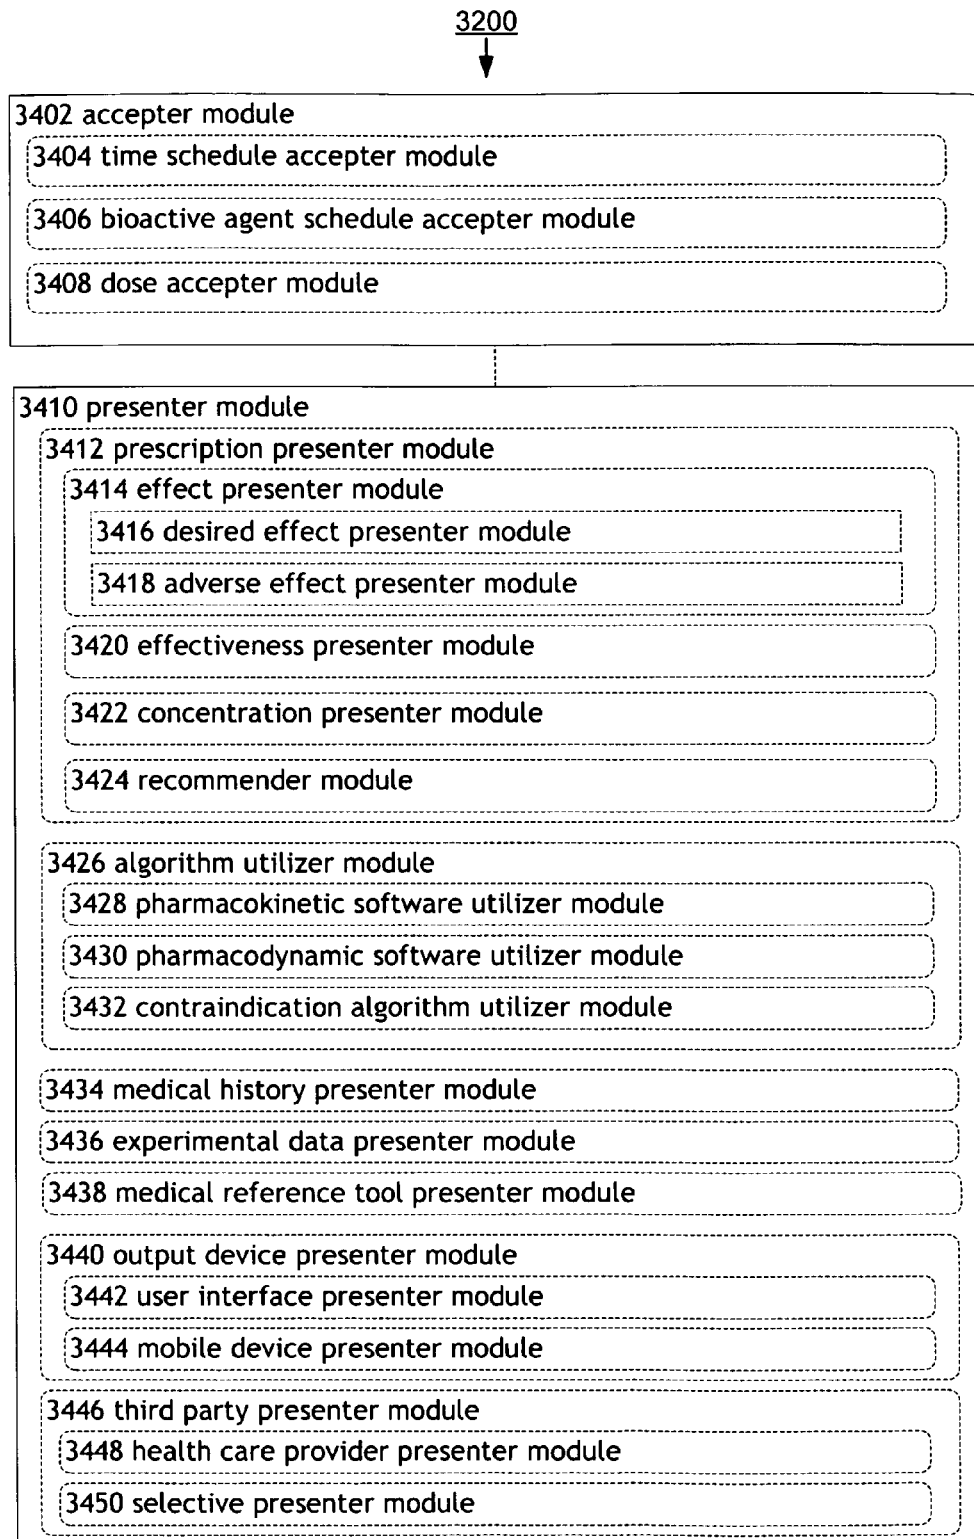 3200
3402 accepter module
3404 time schedule accepter module
3406 bioactive agent schedule accepter module
3408 dose accepter module
3410 presenter module
3412 prescription presenter module
3414 effect presenter module
3416 desired effect presenter module
3418 adverse effect presenter module
3420 effectiveness presenter module
3422 concentration presenter module
3424 recommender module
3426 algorithm utilizer module
3428 pharmacokinetic software utilizer module
3430 pharmacodynamic software utilizer module
3432 contraindication algorithm utilizer module
3434 medical history presenter module
3436 experimental data presenter module
3438 medical reference tool presenter module
3440 output device presenter module
3442 user interface presenter module
3444 mobile device presenter module
3446 third party presenter module
3448 health care provider presenter module
3450 selective presenter module